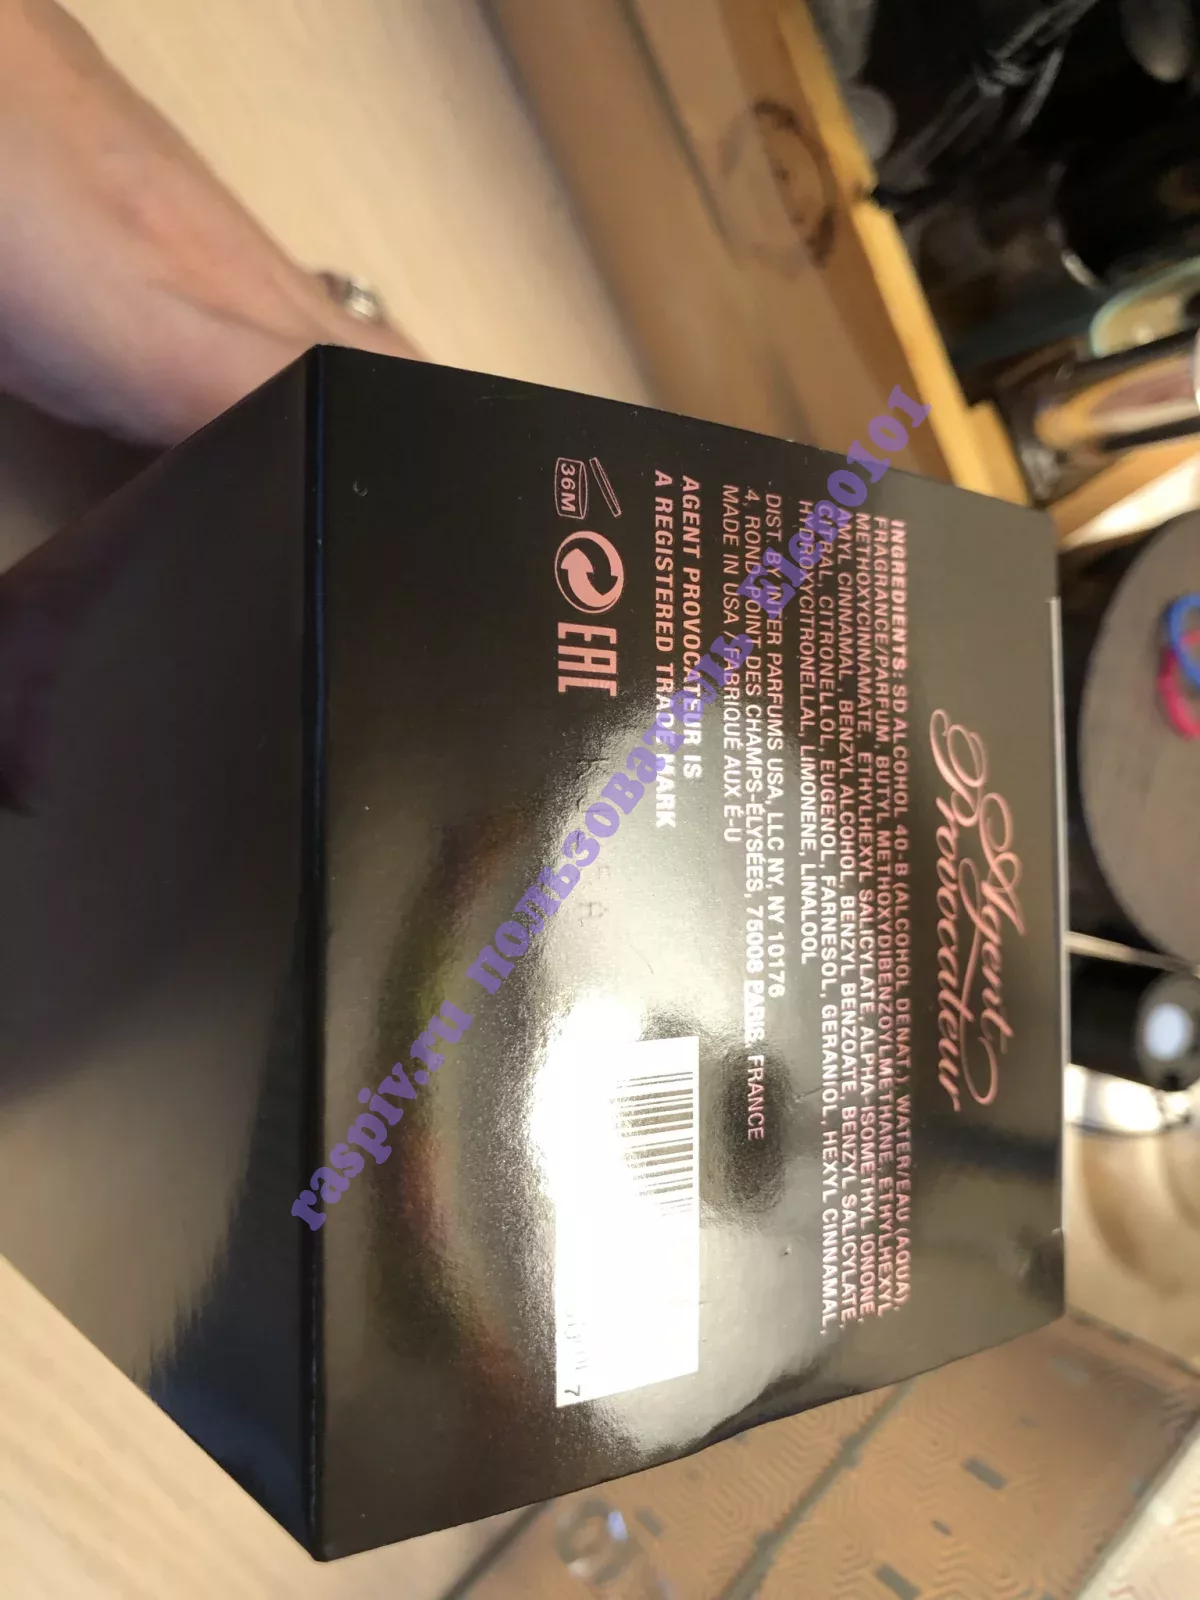 Agent
Provocateur
INGREDIENTS: SD ALCOHOL 40-B (ALCOHOL DENAT.), WATER/EAU (AQUA),
FRAGRANCE/PARFUM, BUTYL METHOXYDIBENZOYLMETHANE, ETHYLHEXYL
METHOXYCINNAMATE, ETHYLHEXYL SALICYLATE, ALPHA-ISOMETHYL IONONE,
AMYL CINNAMAL, BENZYL ALCOHOL, BENZYL BENZOATE, BENZYL SALICYLATE,
CITRAL, CITRONELLOL, EUGENOL, FARNESOL, GERANIOL, HEXYL CINNAMAL,
HYDROXYCITRONELLAL, LIMONENE, LINALOOL
DIST. BY INTER PARFUMS USA, LLC NY, NY 10176
4, ROND POINT DES CHAMPS-ÉLYSÉES, 75008 PARIS, FRANCE
MADE IN USA / FABRIQUÉ AUX É-U
AGENT PROVOCATEUR IS
A REGISTERED TRADE MARK
36M
EAC
7
raspiv.ru пользователь Elen0101